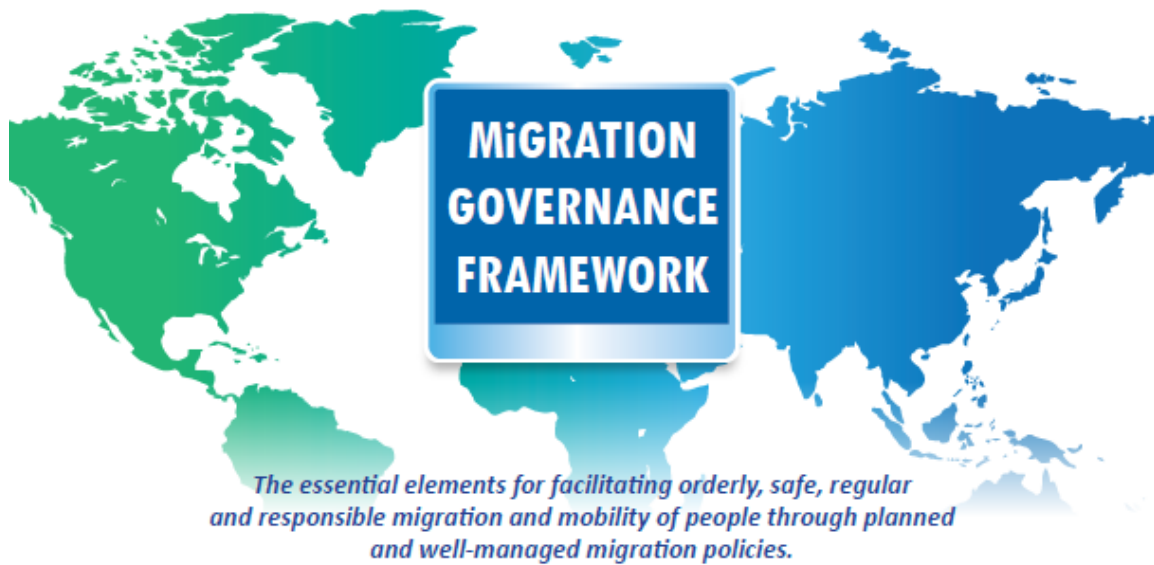 MiGRATION
GOVERNANCE
FRAMEWORK
The essential elements for facilitating orderly, safe, regular
and responsible migration and mobility of people through planned
and well-managed migration policies.